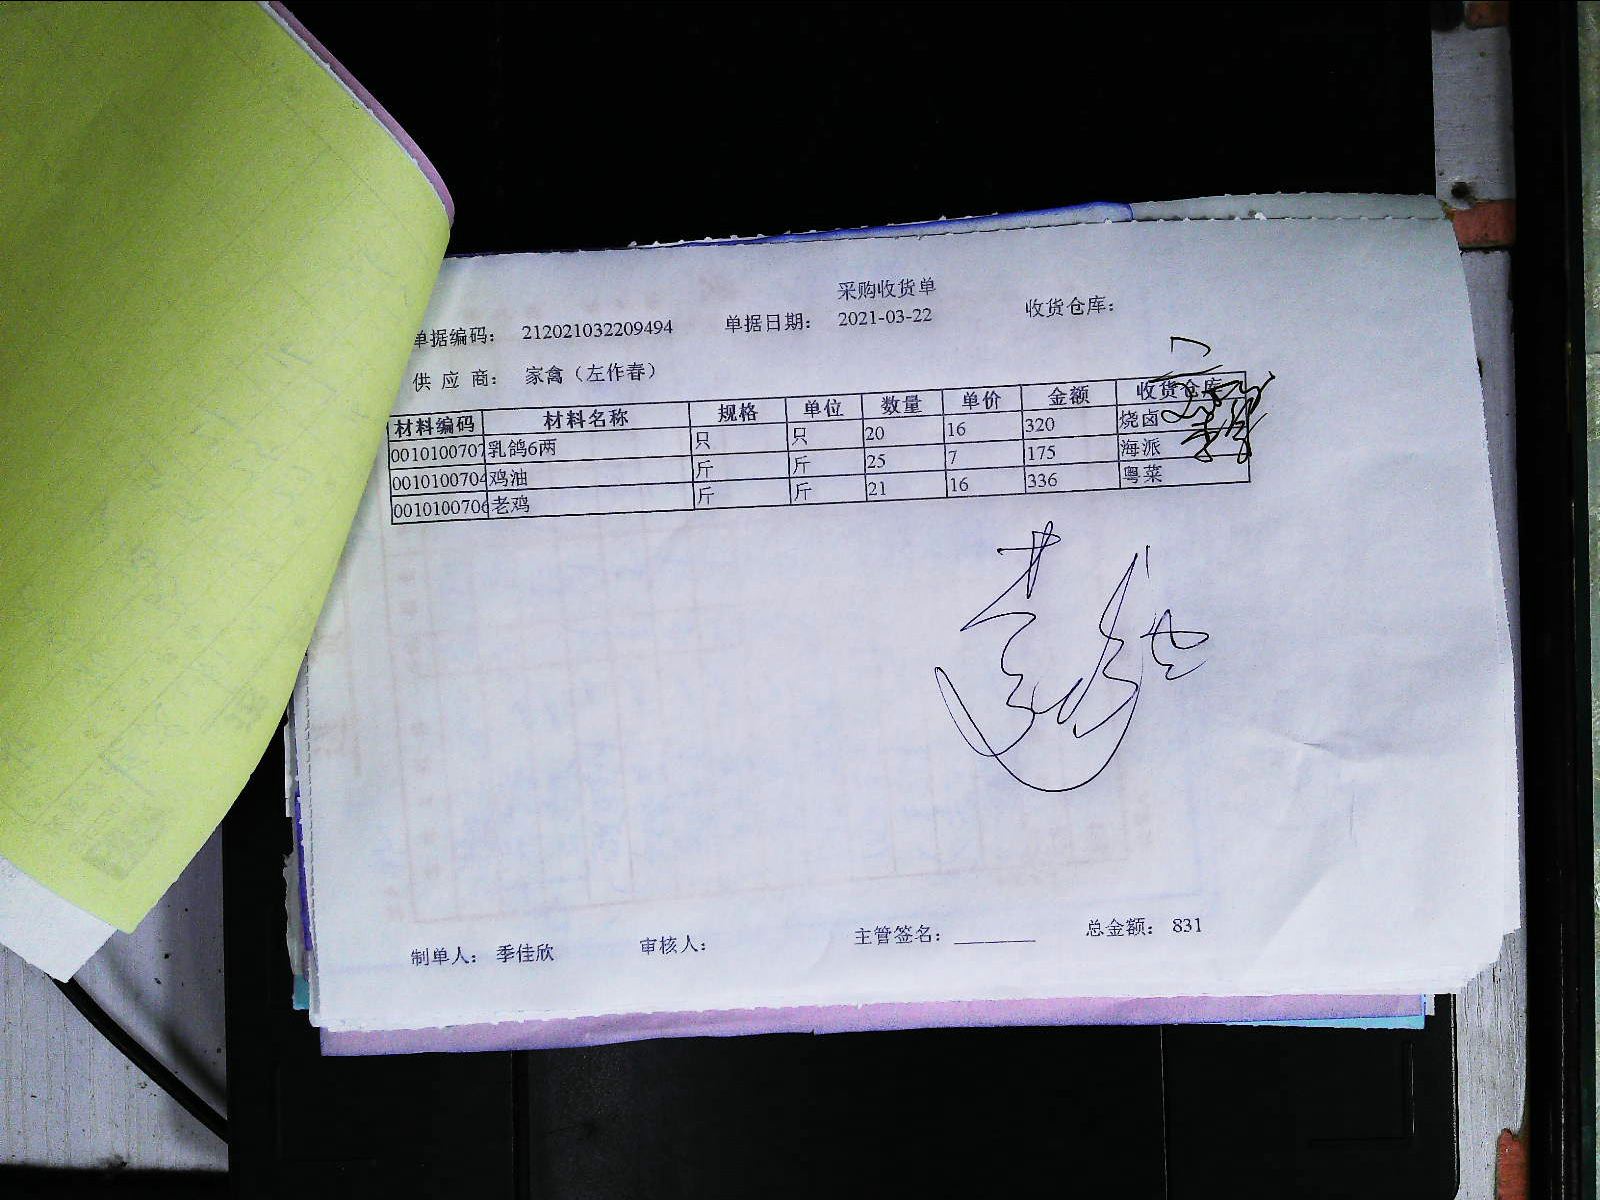 采购收货单
单据编码： 212021032209494 单据日期： 2021-03-22 收货仓库：
供 应 商： 家禽（左作春）
材料编码 材料名称 规格 单位 数量 单价 金额 收货仓库
0010100707 乳鸽6两 只 只 20 16 320 烧卤
0010100704 鸡油 斤 斤 25 7 175 海派
0010100706 老鸡 斤 斤 21 16 336 粤菜
制单人： 季佳欣 审核人： 主管签名：________ 总金额： 831